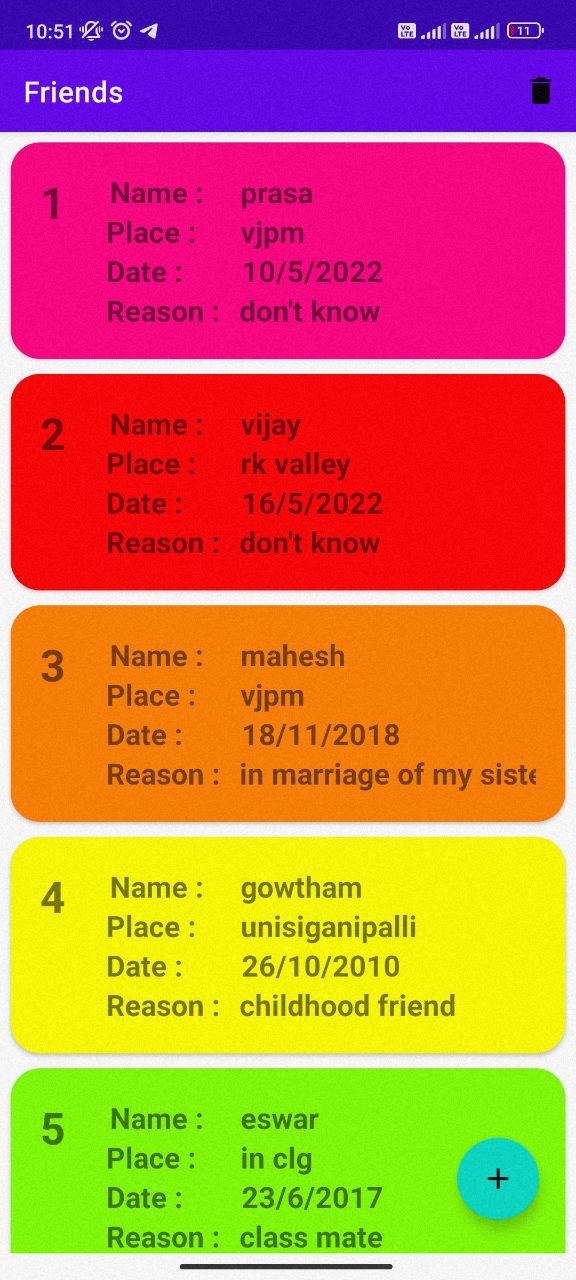 10:51 Vo LTE Vo LTE 11
Friends
1 Name : prasa
Place : vjpm
Date : 10/5/2022
Reason : don't know
2 Name : vijay
Place : rk valley
Date : 16/5/2022
Reason : don't know
3 Name : mahesh
Place : vjpm
Date : 18/11/2018
Reason : in marriage of my siste
4 Name : gowtham
Place : unisiganipalli
Date : 26/10/2010
Reason : childhood friend
5 Name : eswar
Place : in clg
Date : 23/6/2017
Reason : class mate
+